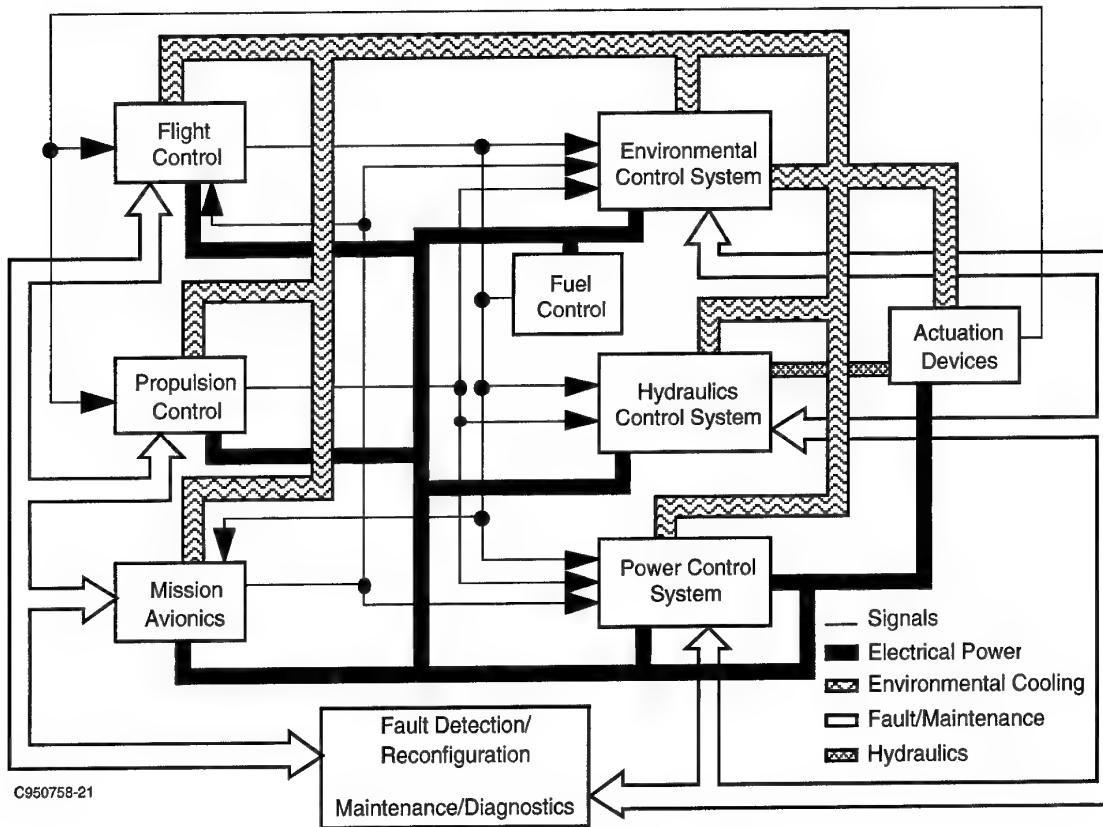 Flight
Control
Environmental
Control System
Fuel
Control
Actuation
Devices
Propulsion
Control
Hydraulics
Control System
Mission
Avionics
Power Control
System
Signals
Electrical Power
Environmental Cooling
Fault/Maintenance
Hydraulics
Fault Detection/
Reconfiguration
Maintenance/Diagnostics
C950758-21